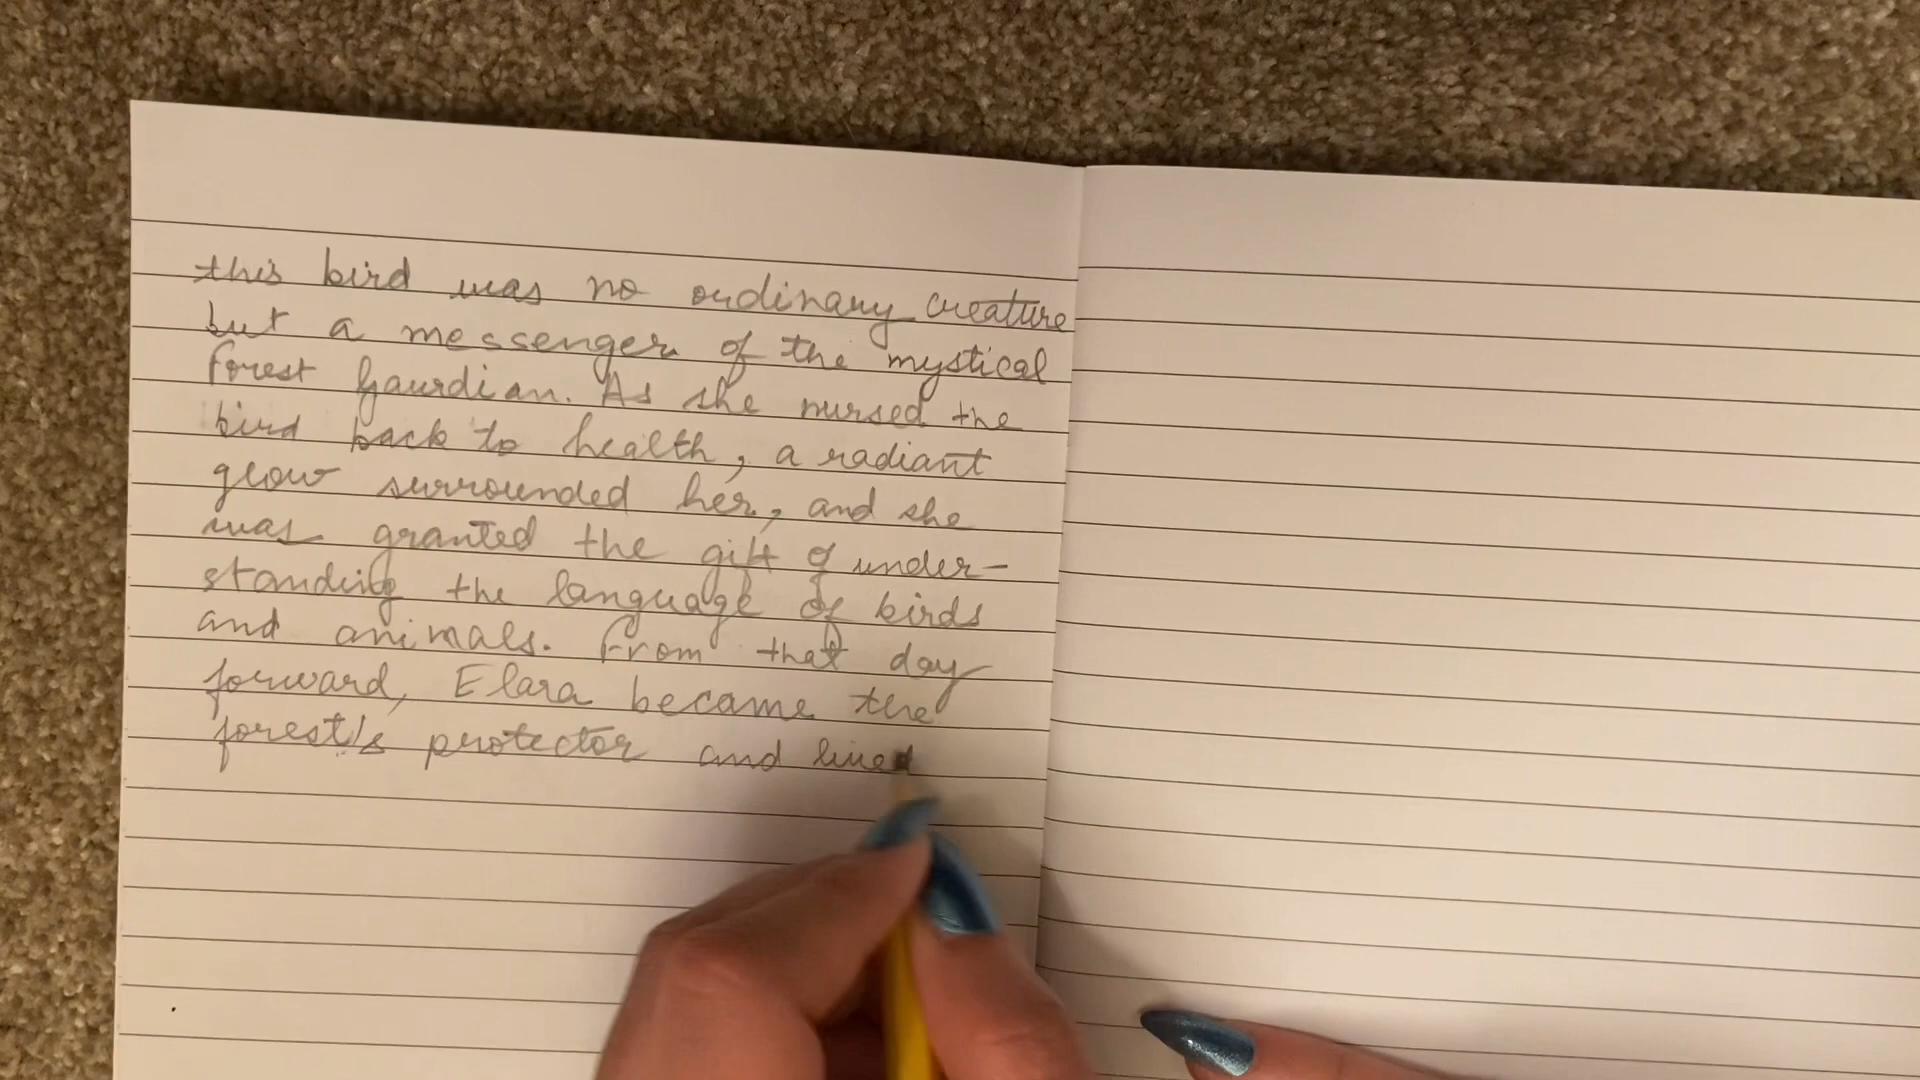 this bird was no ordinary creature
but a messenger of the mystical
forest Gaurdian. As she nursed the
bird back to health, a radiant
glow surrounded her, and she
was granted the gift of under-
standing the language of birds
and animals. From that day
forward, Elara became the
forest's protector and lived